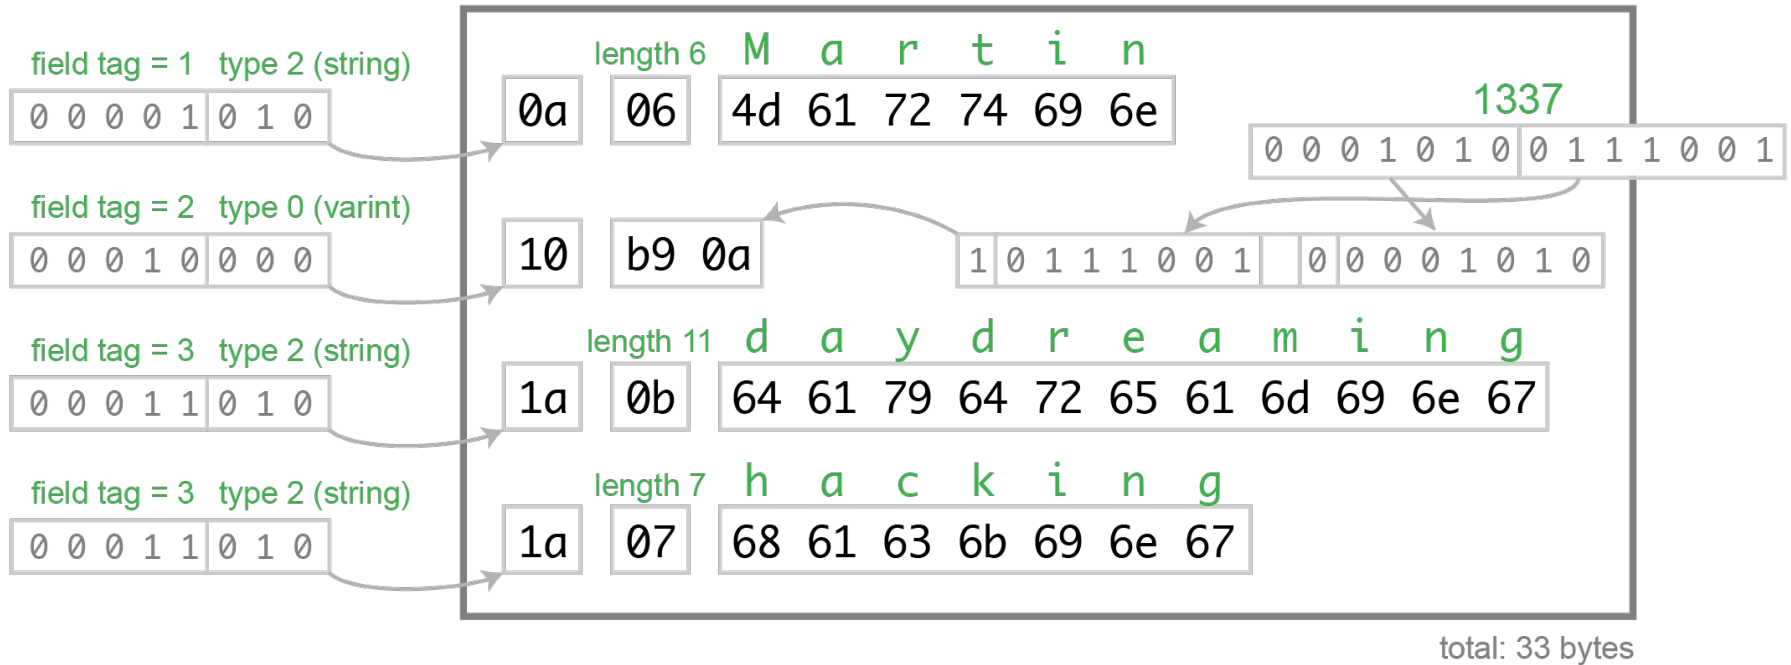 field tag = 1 type 2 (string)
0 0 0 0 1 0 1 0
length 6 M a r t i n
0a 06 4d 61 72 74 69 6e
1337
0 0 0 1 0 1 0 0 1 1 1 0 0 1
field tag = 2 type 0 (varint)
0 0 0 1 0 0 0 0
10 b9 0a
1 0 1 1 1 0 0 1 0 0 0 0 1 0 1 0
field tag = 3 type 2 (string)
0 0 0 1 1 0 1 0
length 11 d a y d r e a m i n g
1a 0b 64 61 79 64 72 65 61 6d 69 6e 67
field tag = 3 type 2 (string)
0 0 0 1 1 0 1 0
length 7 h a c k i n g
1a 07 68 61 63 6b 69 6e 67
total: 33 bytes